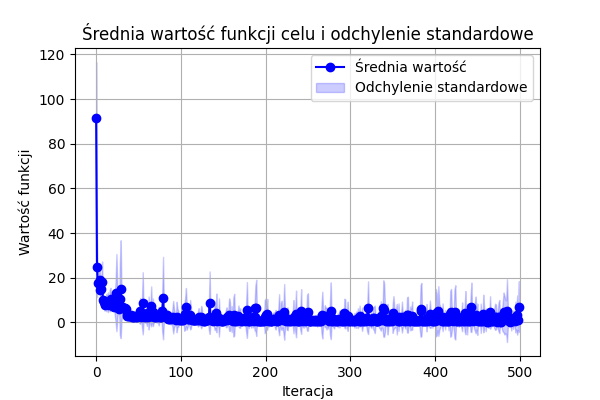 Średnia wartość funkcji celu i odchylenie standardowe
Średnia wartość
Odchylenie standardowe
Wartość funkcji
120
100
80
60
40
20
0
0 100 200 300 400 500
Iteracja